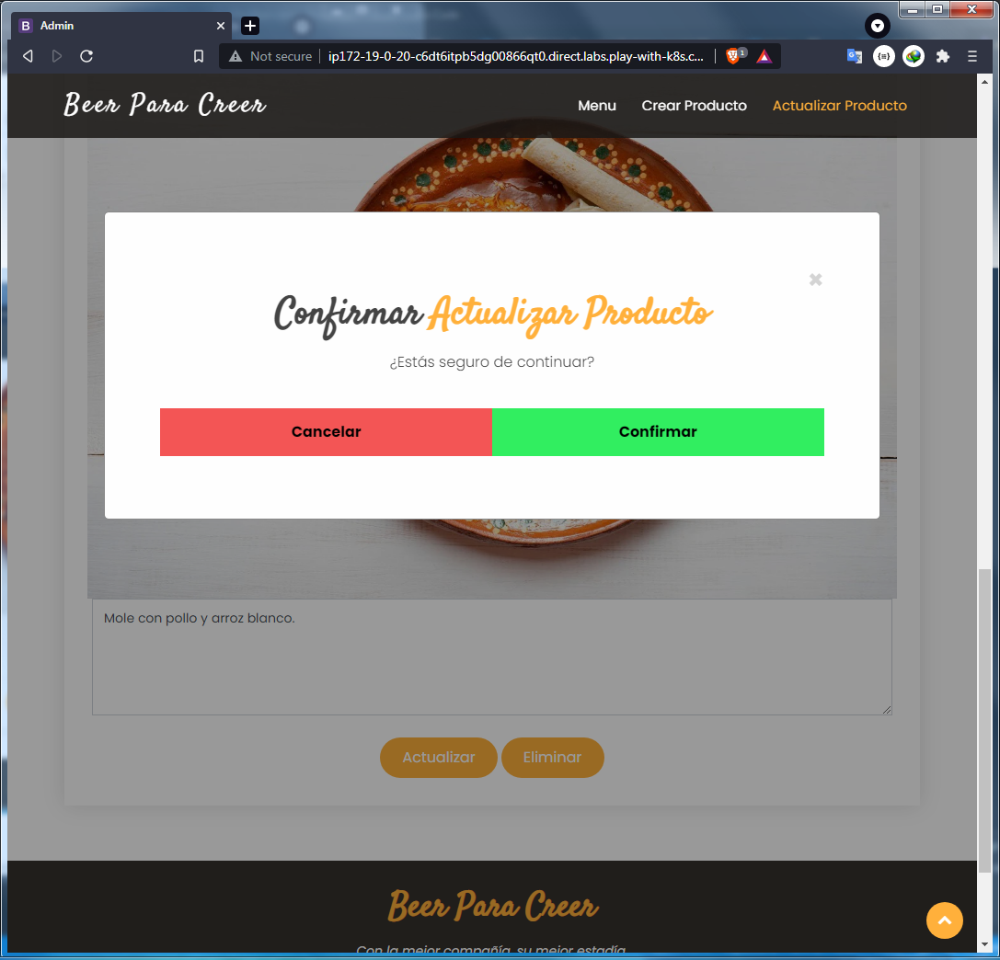 Admin
Not secure
ip172-19-0-20-c6dt6itpb5dg00866qt0.direct.labs.play-with-k8s.c...
1
Beer Para Creer
Menu
Crear Producto
Actualizar Producto
Confirmar Actualizar Producto
¿Estás seguro de continuar?
Cancelar
Confirmar
Mole con pollo y arroz blanco.
Actualizar
Eliminar
Beer Para Creer
Con la mejor compañía, su mejor estadía